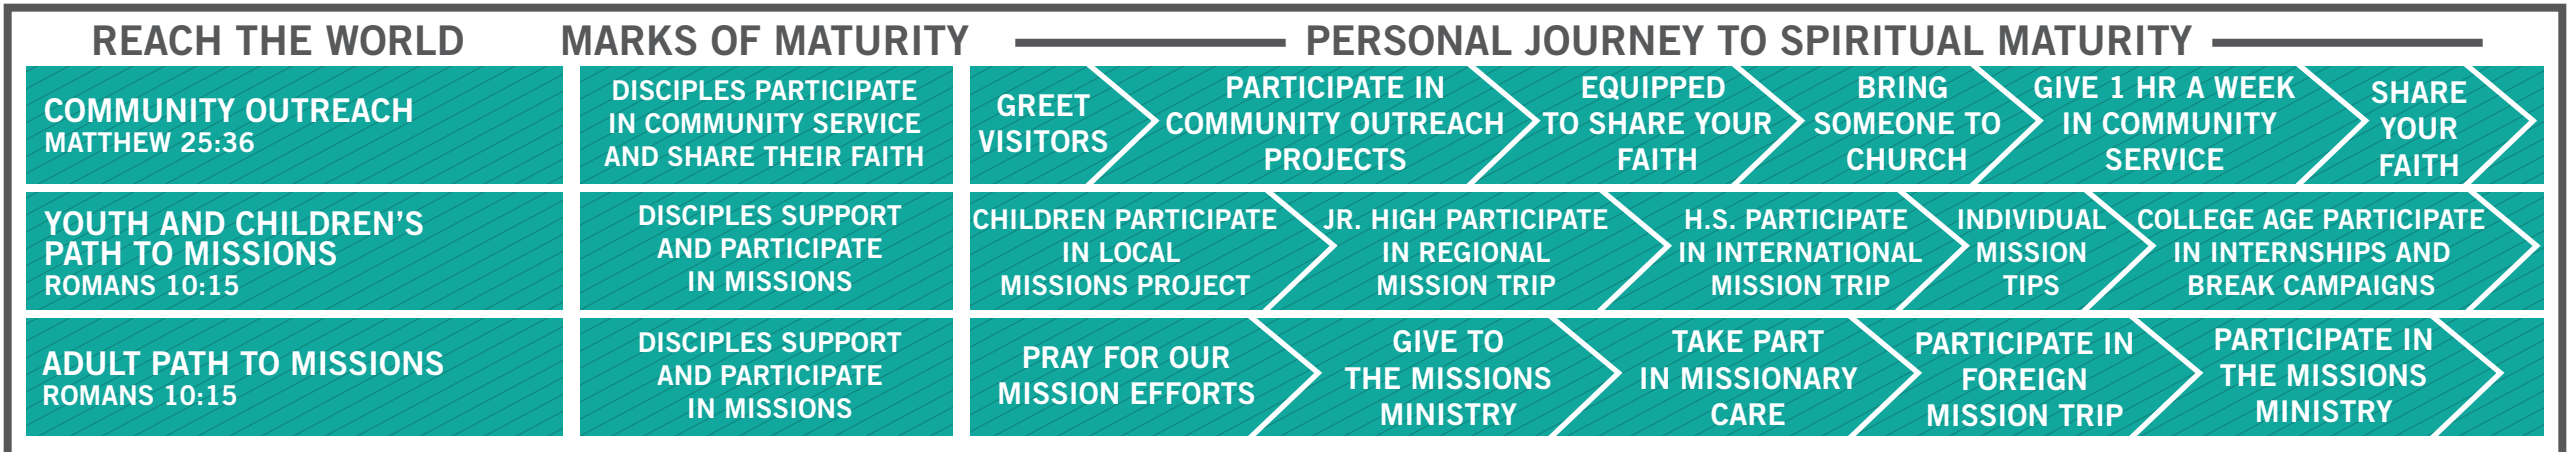 REACH THE WORLD
MARKS OF MATURITY
PERSONAL JOURNEY TO SPIRITUAL MATURITY
COMMUNITY OUTREACH
MATTHEW 25:36
DISCIPLES PARTICIPATE
IN COMMUNITY SERVICE
AND SHARE THEIR FAITH
GREET
VISITORS
PARTICIPATE IN
COMMUNITY OUTREACH
PROJECTS
EQUIPPED
TO SHARE YOUR
FAITH
BRING
SOMEONE TO
CHURCH
GIVE 1 HR A WEEK
IN COMMUNITY
SERVICE
SHARE
YOUR
FAITH
YOUTH AND CHILDREN’S
PATH TO MISSIONS
ROMANS 10:15
DISCIPLES SUPPORT
AND PARTICIPATE
IN MISSIONS
CHILDREN PARTICIPATE
IN LOCAL
MISSIONS PROJECT
JR. HIGH PARTICIPATE
IN REGIONAL
MISSION TRIP
H.S. PARTICIPATE
IN INTERNATIONAL
MISSION TRIP
INDIVIDUAL
MISSION
TIPS
COLLEGE AGE PARTICIPATE
IN INTERNSHIPS AND
BREAK CAMPAIGNS
ADULT PATH TO MISSIONS
ROMANS 10:15
DISCIPLES SUPPORT
AND PARTICIPATE
IN MISSIONS
PRAY FOR OUR
MISSION EFFORTS
GIVE TO
THE MISSIONS
MINISTRY
TAKE PART
IN MISSIONARY
CARE
PARTICIPATE IN
FOREIGN
MISSION TRIP
PARTICIPATE IN
THE MISSIONS
MINISTRY